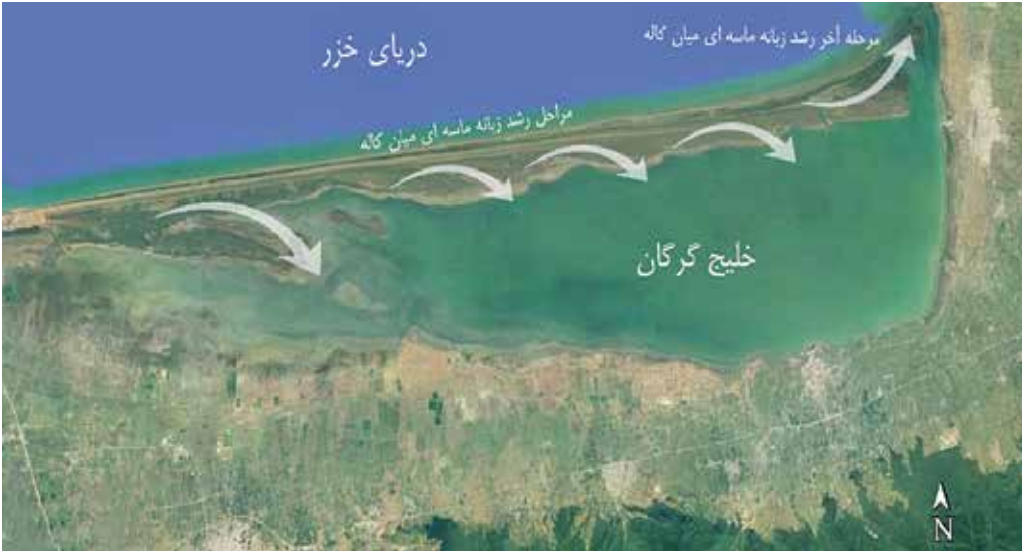 مرحله آخر رشد زبانه ماسه ای میان کاله
دریای خزر
مراحل رشد زبانه ماسه ای میان کاله
خلیج گرگان
N